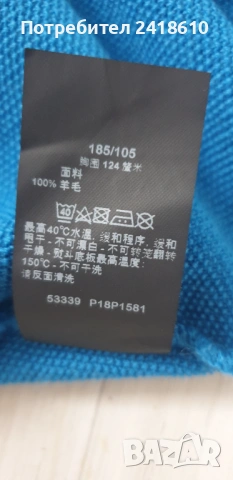 Потребител 2418610
185/105
胸围 124 厘米
面料
100% 羊毛
40
最高40℃水温、缓和程序、缓和
甩干 - 不可漂白 - 不可转笼翻转
干燥 - 熨斗底板最高温度:
150℃ - 不可干洗
请反面清洗
53339 P18P1581
BAZAR